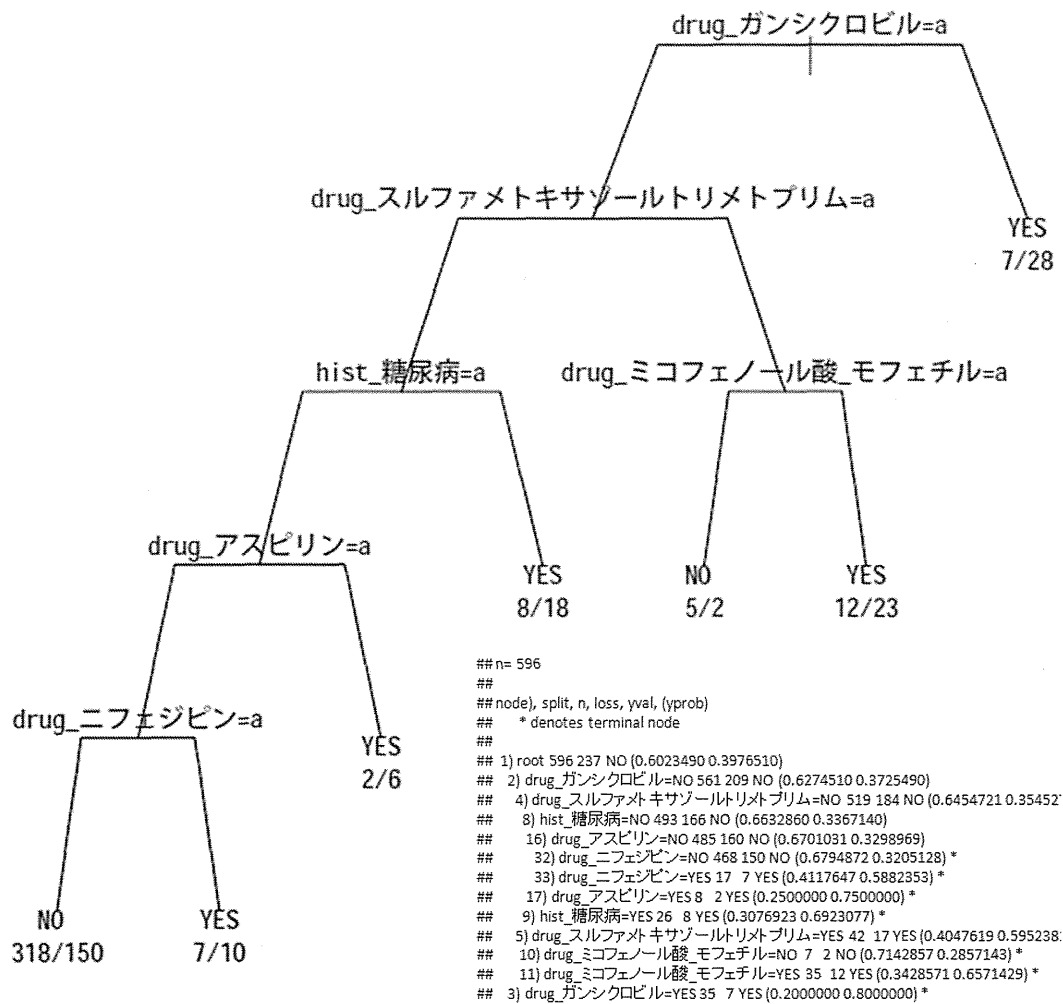 drug_ガンシクロビル=a
drug_スルファメトキサゾールトリメトプリム=a
YES
7/28
hist_糖尿病=a
drug_ミコフェノール酸_モフェチル=a
drug_アスピリン=a
YES
8/18
NO
5/2
YES
12/23
drug_ニフェジピン=a
YES
2/6
NO
318/150
YES
7/10
## n= 596
##
## node), split, n, loss, yval, (yprob)
## * denotes terminal node
##
## 1) root 596 237 NO (0.6023490 0.3976510)
## 2) drug_ガンシクロビル=NO 561 209 NO (0.6274510 0.3725490)
## 4) drug_スルファメトキサゾールトリメトプリム=NO 519 184 NO (0.6454721 0.354527
## 8) hist_糖尿病=NO 493 166 NO (0.6632860 0.3367140)
## 16) drug_アスピリン=NO 485 160 NO (0.6701031 0.3298969)
## 32) drug_ニフェジピン=NO 468 150 NO (0.6794872 0.3205128) *
## 33) drug_ニフェジピン=YES 17 7 YES (0.4117647 0.5882353) *
## 17) drug_アスピリン=YES 8 2 YES (0.2500000 0.7500000) *
## 9) hist_糖尿病=YES 26 8 YES (0.3076923 0.6923077) *
## 5) drug_スルファメトキサゾールトリメトプリム=YES 42 17 YES (0.4047619 0.595238
## 10) drug_ミコフェノール酸_モフェチル=NO 7 2 NO (0.7142857 0.2857143) *
## 11) drug_ミコフェノール酸_モフェチル=YES 35 12 YES (0.3428571 0.6571429) *
## 3) drug_ガンシクロビル=YES 35 7 YES (0.2000000 0.8000000) *